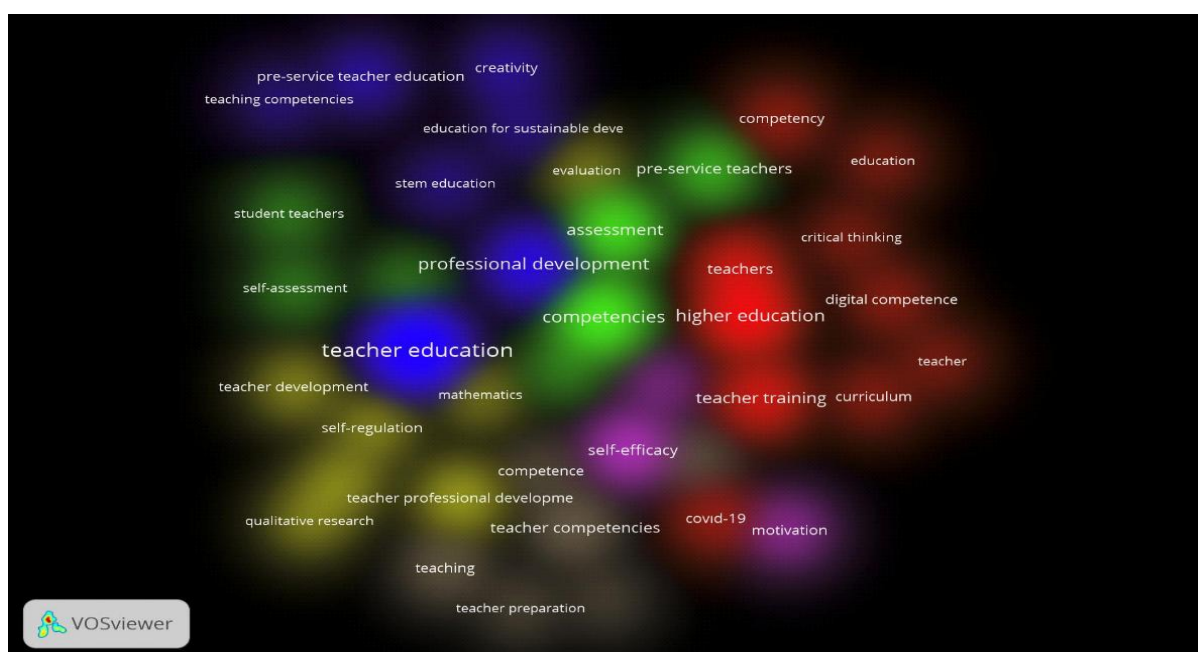 creativity
pre-service teacher education
teaching competencies
competency
education for sustainable deve
education
evaluation
pre-service teachers
stem education
student teachers
assessment
critical thinking
professional development
teachers
self-assessment
digital competence
competencies
higher education
teacher education
teacher
teacher development
mathematics
teacher training
curriculum
self-regulation
self-efficacy
competence
teacher professional developme
qualitative research
covid-19
teacher competencies
motivation
teaching
teacher preparation
VOSviewer